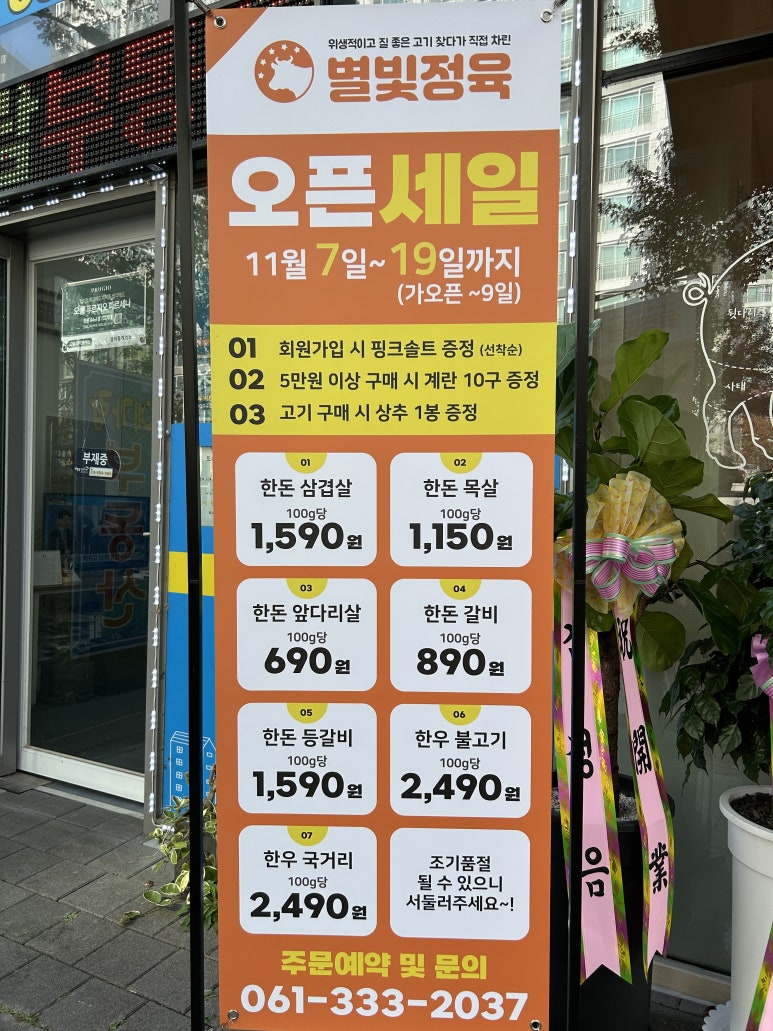 위생적이고 질 좋은 고기 찾다가 직접 차린
별빛정육
오픈세일
11월 7일~19일까지
(가오픈 ~9일)
01 회원가입 시 핑크솔트 증정 (선착순)
02 5만원 이상 구매 시 계란 10구 증정
03 고기 구매 시 상추 1봉 증정
01
한돈 삼겹살
100g당
1,590원
02
한돈 목살
100g당
1,150원
03
한돈 앞다리살
100g당
690원
04
한돈 갈비
100g당
890원
05
한돈 등갈비
100g당
1,590원
06
한우 불고기
100g당
2,490원
07
한우 국거리
100g당
2,490원
조기품절
될 수 있으니
서둘러주세요~!
주문예약 및 문의
061-333-2037
부재중
부동산
뒷다리
사태
祝開業